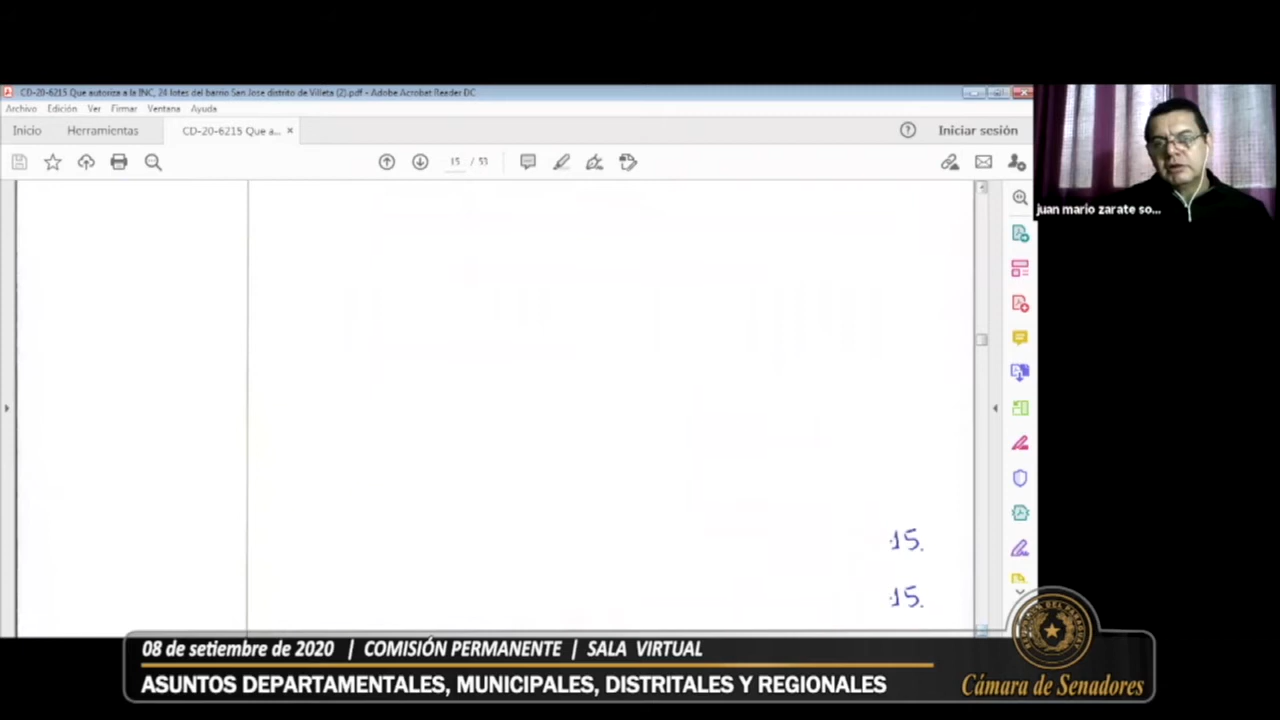 CD-20-6215 Que autoriza a la INC, 24 lotes del barrio San Jose distrito de Villeta (2).pdf - Adobe Acrobat Reader DC
Archivo Edición Ver Firmar Ventana Ayuda
Inicio Herramientas CD-20-6215 Que a... × Iniciar sesión
15 / 53
juan mario zarate so...
15.
15.
08 de setiembre de 2020 | COMISIÓN PERMANENTE | SALA VIRTUAL
ASUNTOS DEPARTAMENTALES, MUNICIPALES, DISTRITALES Y REGIONALES
Cámara de Senadores